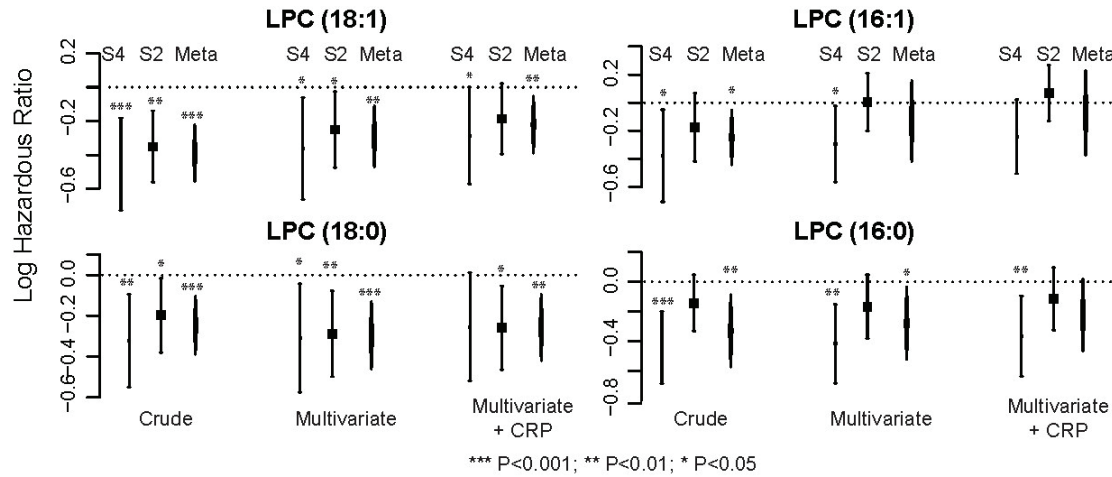 LPC (18:1)
LPC (16:1)
S4 S2 Meta S4 S2 Meta S4 S2 Meta
S4 S2 Meta S4 S2 Meta S4 S2 Meta
Log Hazardous Ratio
0.2
-0.2
-0.6
*** ** *** * * ** * **
0.2
-0.2
-0.6
* * *
LPC (18:0)
LPC (16:0)
0.0
-0.2
-0.4
-0.6
** * *** * ** *** * **
-0.0
-0.4
-0.8
*** ** ** * **
Crude Multivariate Multivariate
+ CRP
Crude Multivariate Multivariate
+ CRP
*** P<0.001; ** P<0.01; * P<0.05